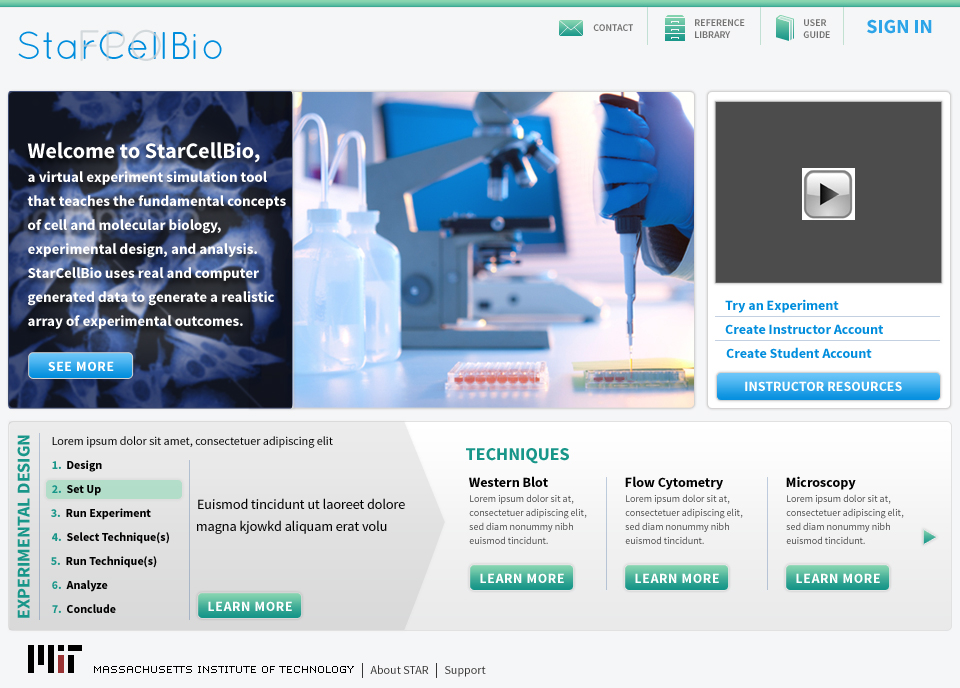 StarCellBio
FPO
CONTACT
REFERENCE
LIBRARY
USER
GUIDE
SIGN IN
Welcome to StarCellBio,
a virtual experiment simulation tool
that teaches the fundamental concepts
of cell and molecular biology,
experimental design, and analysis.
StarCellBio uses real and computer
generated data to generate a realistic
array of experimental outcomes.
SEE MORE
Try an Experiment
Create Instructor Account
Create Student Account
INSTRUCTOR RESOURCES
EXPERIMENTAL DESIGN
Lorem ipsum dolor sit amet, consectetuer adipiscing elit
1. Design
2. Set Up
3. Run Experiment
4. Select Technique(s)
5. Run Technique(s)
6. Analyze
7. Conclude
Euismod tincidunt ut laoreet dolore
magna kjowkd aliquam erat volu
LEARN MORE
TECHNIQUES
Western Blot
Lorem ipsum dolor sit at,
consectetuer adipiscing elit,
sed diam nonummy nibh
euismod tincidunt.
LEARN MORE
Flow Cytometry
Lorem ipsum dolor sit at,
consectetuer adipiscing elit,
sed diam nonummy nibh
euismod tincidunt.
LEARN MORE
Microscopy
Lorem ipsum dolor sit at,
consectetuer adipiscing elit,
sed diam nonummy nibh
euismod tincidunt.
LEARN MORE
MIT
MASSACHUSETTS INSTITUTE OF TECHNOLOGY | About STAR | Support